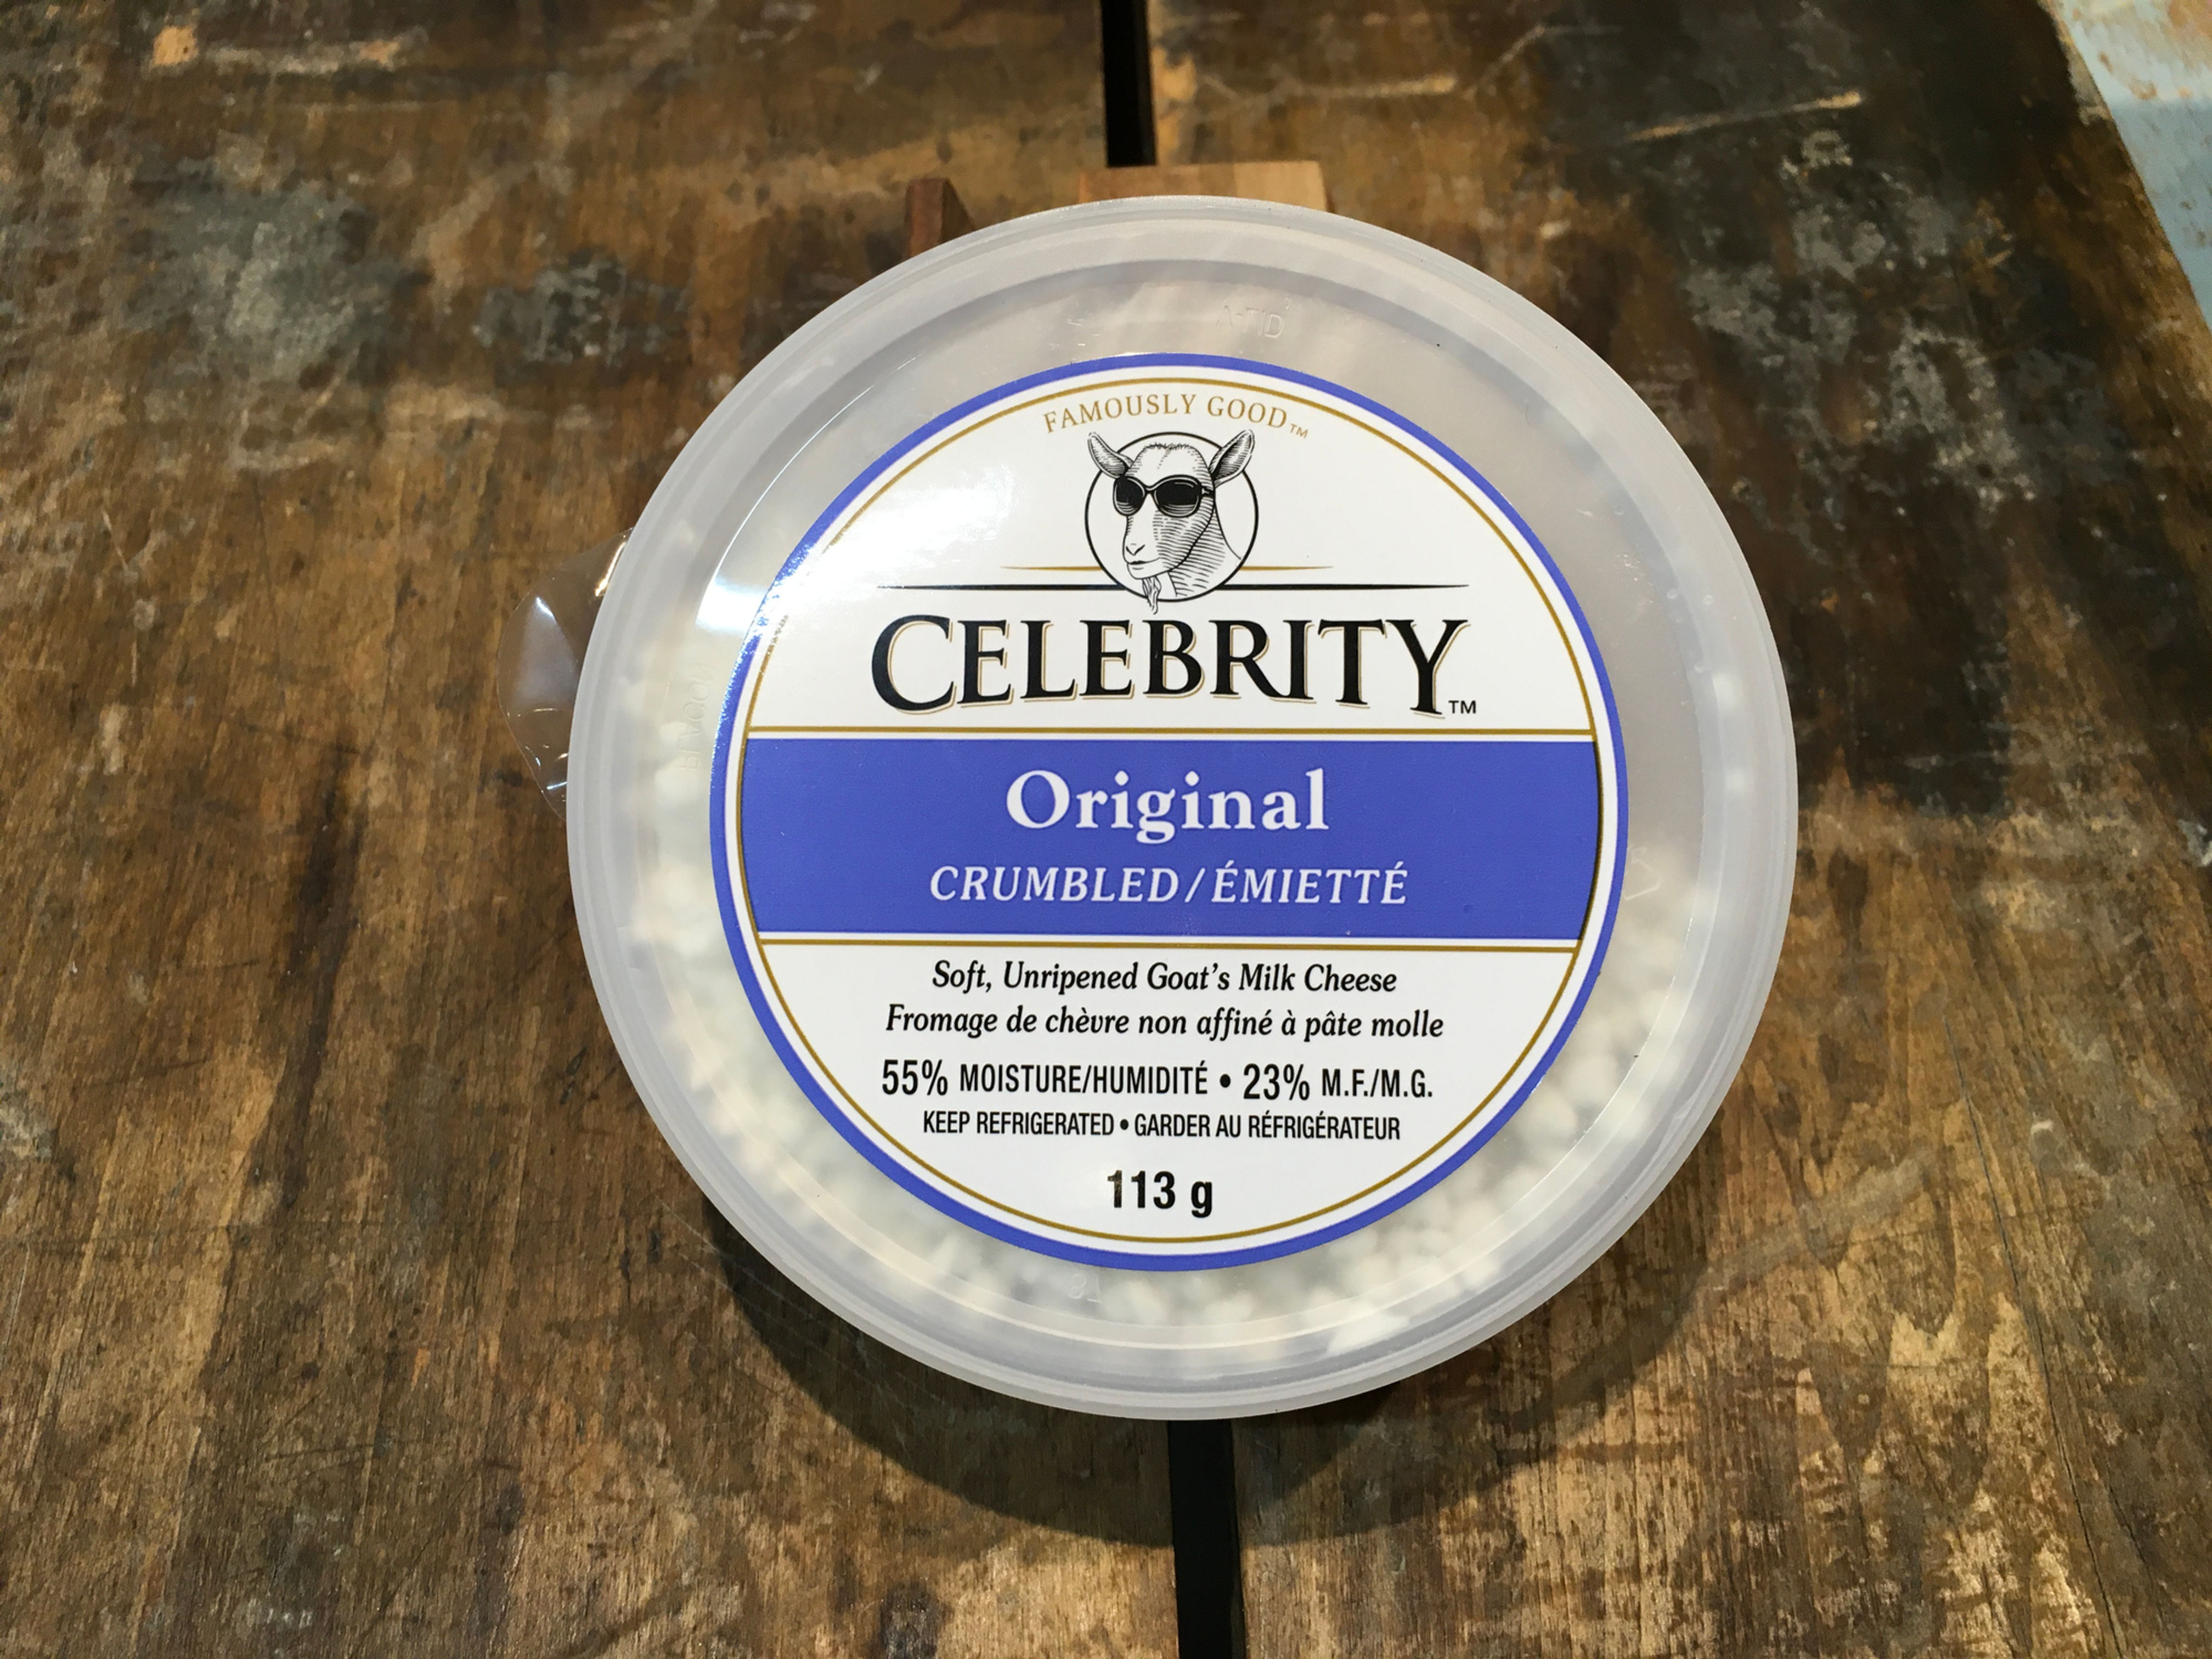 FAMOUSLY GOOD™
CELEBRITY™
Original
CRUMBLED/ÉMIETTÉ
Soft, Unripened Goat's Milk Cheese
Fromage de chèvre non affiné à pâte molle
55% MOISTURE/HUMIDITÉ • 23% M.F./M.G.
KEEP REFRIGERATED • GARDER AU RÉFRIGÉRATEUR
113 g